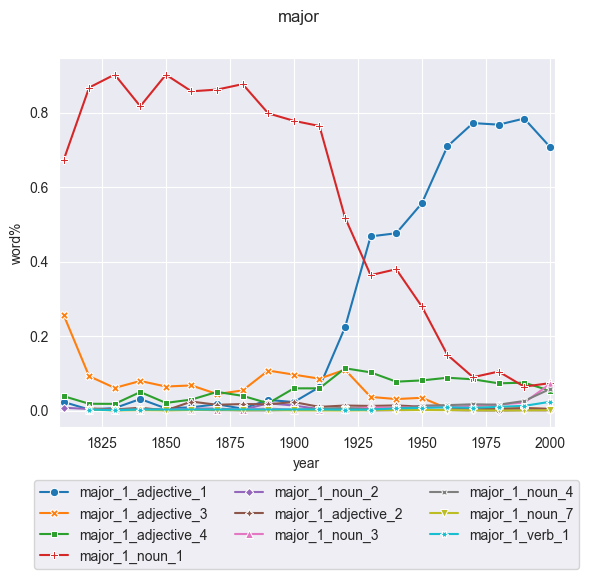 major
word%
0.8
0.6
0.4
0.2
0.0
1825 1850 1875 1900 1925 1950 1975 2000
year
major_1_adjective_1 major_1_noun_2 major_1_noun_4
major_1_adjective_3 major_1_adjective_2 major_1_noun_7
major_1_adjective_4 major_1_noun_3 major_1_verb_1
major_1_noun_1